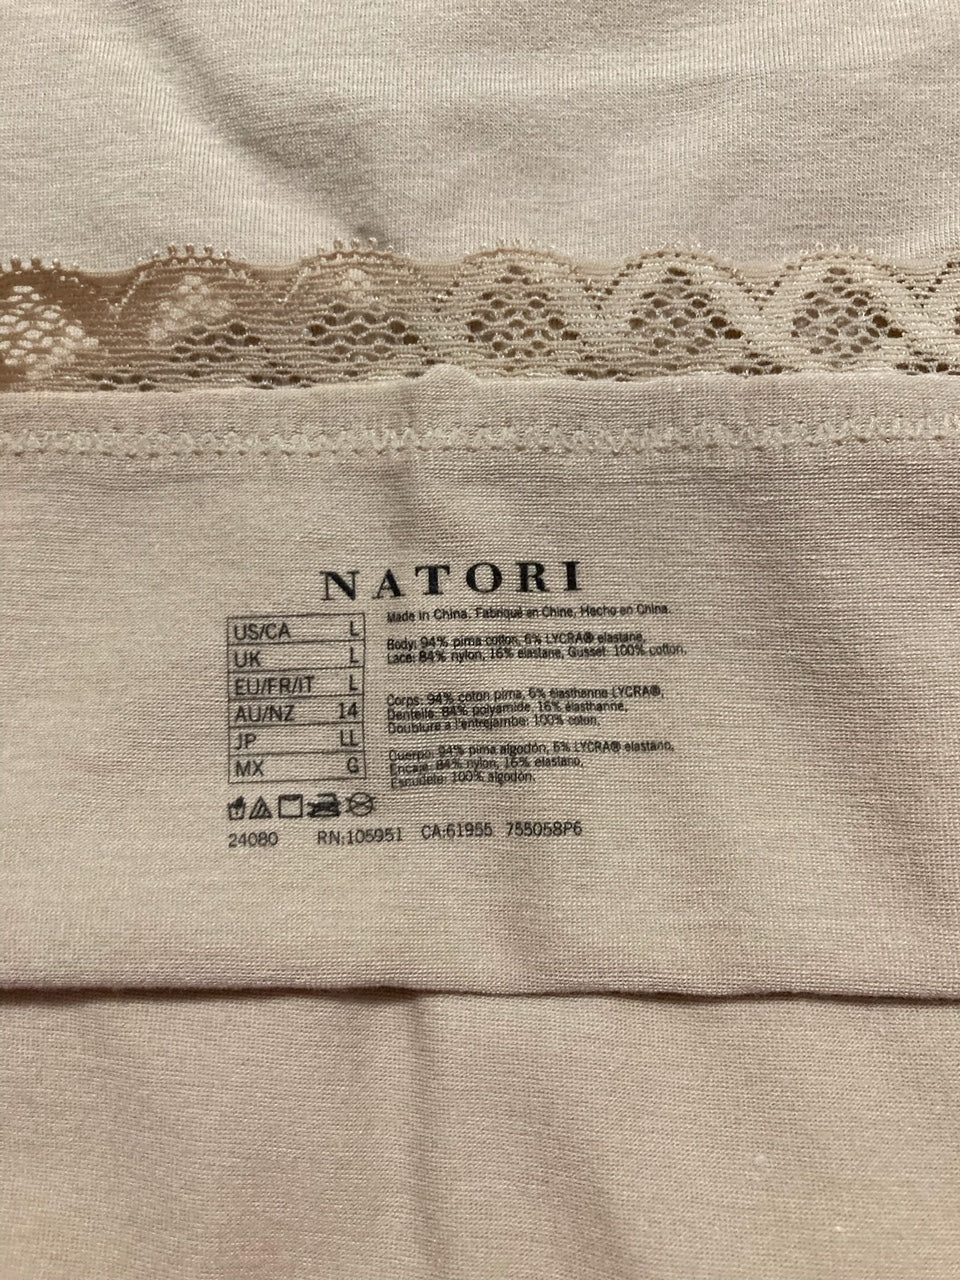 NATORI
US/CA L
UK L
EU/FR/IT L
AU/NZ 14
JP LL
MX G
Made in China. Fabriqué en Chine. Hecho en China.
Body: 94% pima cotton, 6% LYCRA® elastane.
Lace: 84% nylon, 16% elastane, Gusset: 100% cotton.
Corps: 94% coton pima, 6% élasthanne LYCRA®,
Dentelle: 84% polyamide, 16% élasthanne,
Doublure a l'entrejambe: 100% coton.
Cuerpo: 94% pima algodón, 6% LYCRA® elastano,
Encaje: 84% nylon, 16% elastano,
Escudete: 100% algodón.
24080 RN:105951 CA:61955 755058P6